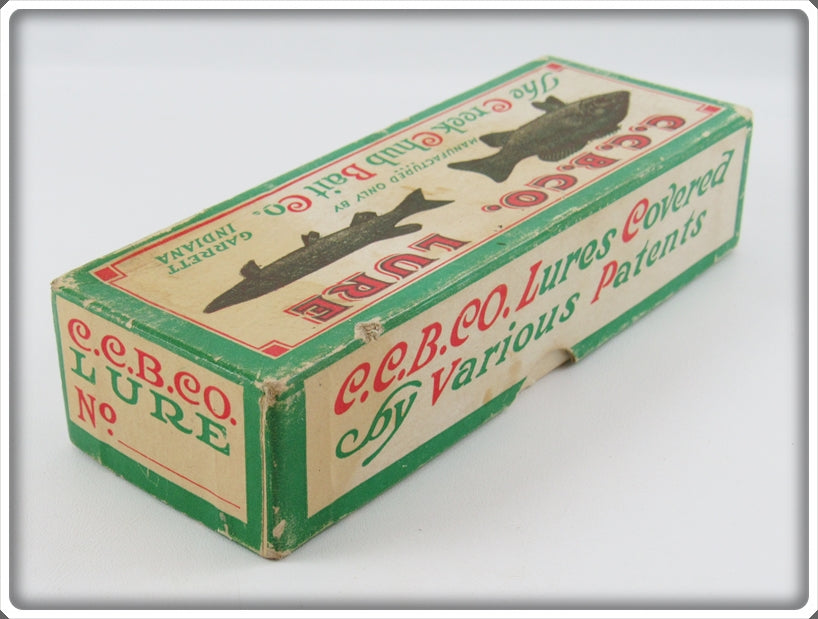 C.C.B.CO. LURE
MANUFACTURED ONLY BY
The Creek Chub Bait Co.
GARRETT
INDIANA
C.C.B.CO.
LURE
No.
C.C.B.CO. Lures Covered
by Various Patents